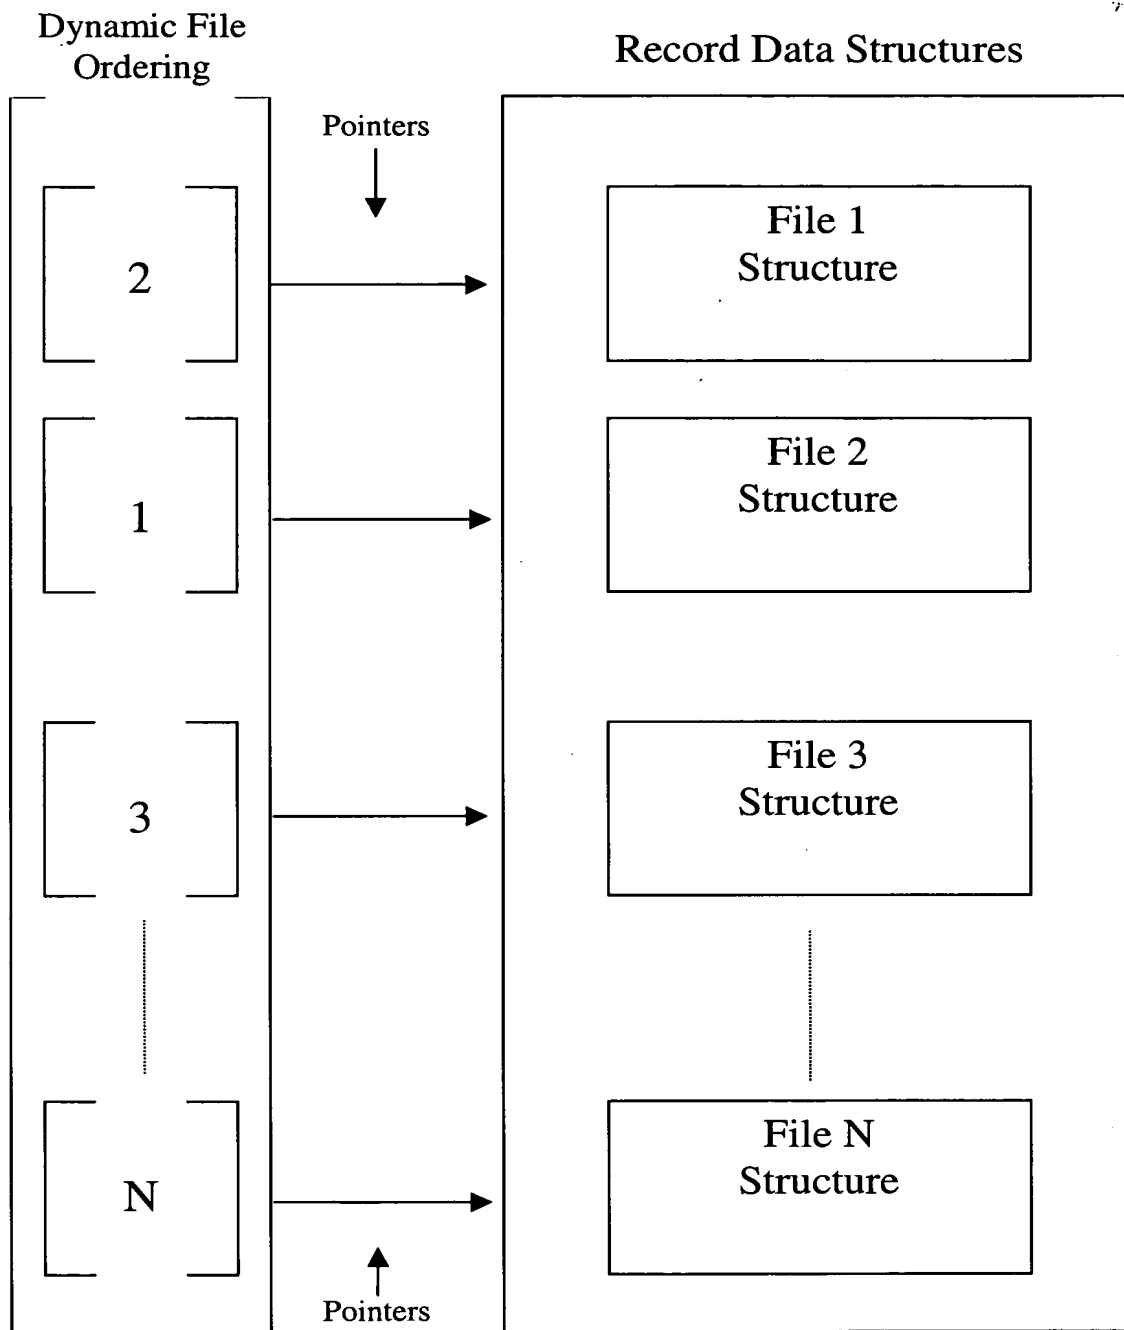 Dynamic File
Ordering
Record Data Structures
Pointers
2
File 1
Structure
1
File 2
Structure
3
File 3
Structure
N
File N
Structure
Pointers